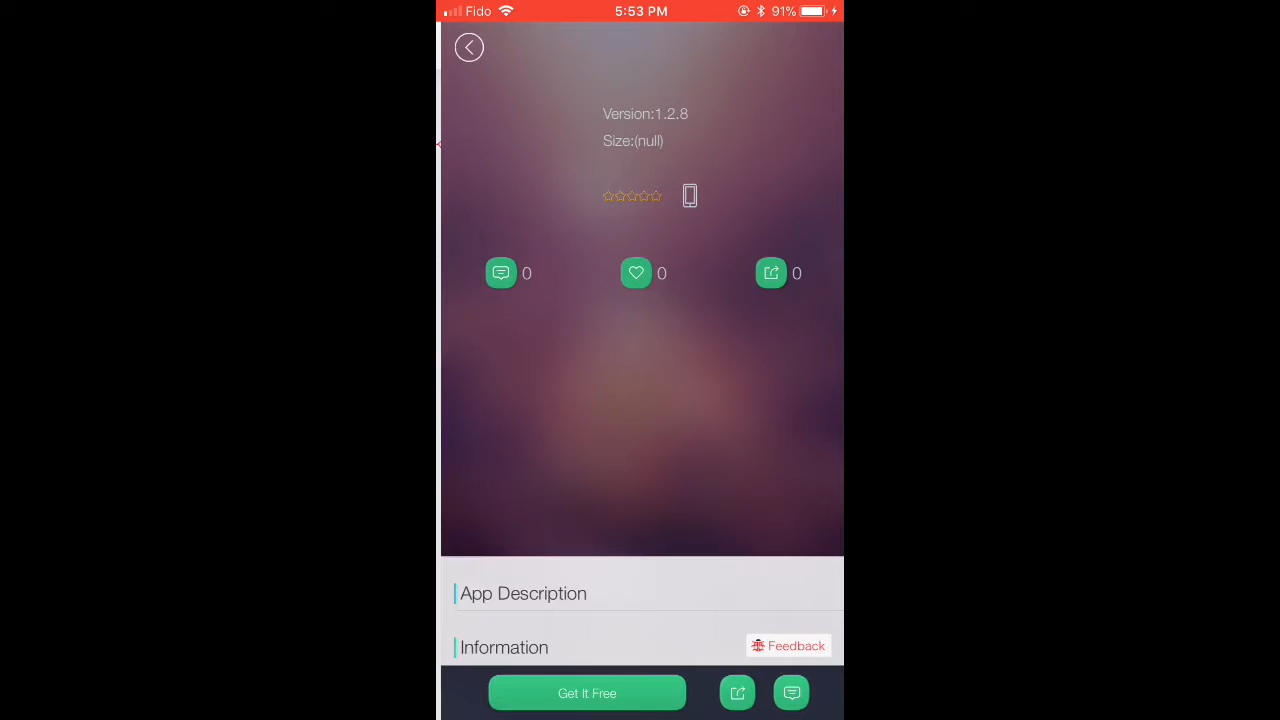 Fido 5:53 PM 91%
Version:1.2.8
Size:(null)
0 0 0
App Description
Information Feedback
Get It Free